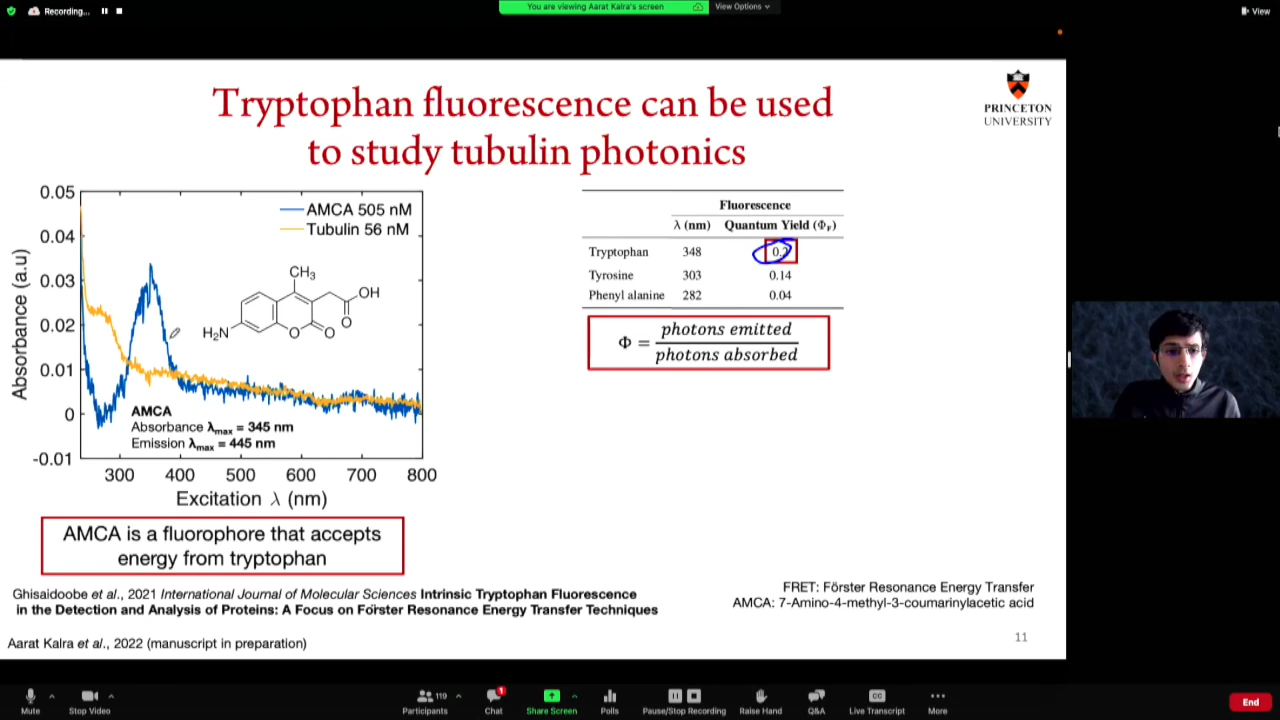 Recording...
You are viewing Aarat Kalra's screen
View Options
View
Tryptophan fluorescence can be used
to study tubulin photonics
PRINCETON
UNIVERSITY
0.05
0.04
0.03
0.02
0.01
0
-0.01
Absorbance (a.u)
AMCA 505 nM
Tubulin 56 nM
CH₃
OH
O
H₂N
O
O
AMCA
Absorbance λmax = 345 nm
Emission λmax = 445 nm
300 400 500 600 700 800
Excitation λ (nm)
AMCA is a fluorophore that accepts
energy from tryptophan
Fluorescence
λ (nm) Quantum Yield (ΦF)
Tryptophan 348
Tyrosine 303 0.14
Phenyl alanine 282 0.04
Φ = photons emitted
photons absorbed
Ghisaidoobe et al., 2021 International Journal of Molecular Sciences Intrinsic Tryptophan Fluorescence
in the Detection and Analysis of Proteins: A Focus on Förster Resonance Energy Transfer Techniques
FRET: Förster Resonance Energy Transfer
AMCA: 7-Amino-4-methyl-3-coumarinylacetic acid
Aarat Kalra et al., 2022 (manuscript in preparation)
11
Mute
Stop Video
119
Participants
1
Chat
Share Screen
Polls
Pause/Stop Recording
Raise Hand
Q&A
CC
Live Transcript
More
End